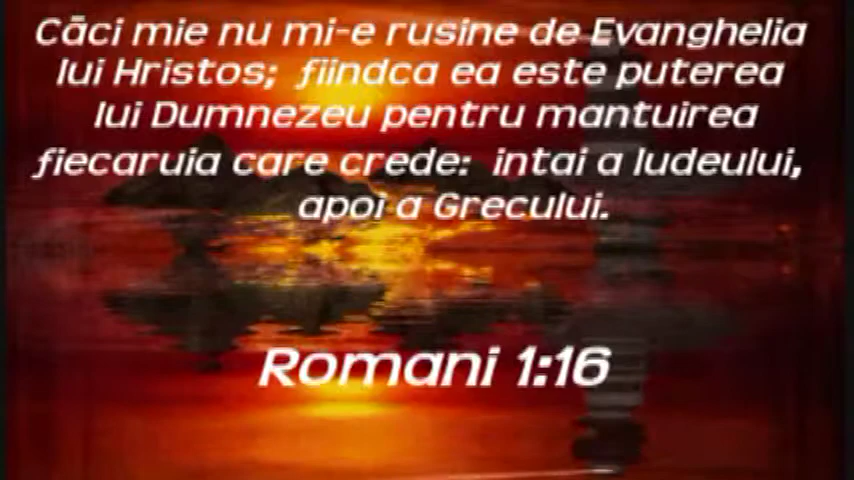 Cāci mie nu mi-e rusine de Evanghelia
lui Hristos; fiindca ea este puterea
lui Dumnezeu pentru mantuirea
fiecaruia care crede: intai a Iudeului,
apoi a Grecului.
Romani 1:16